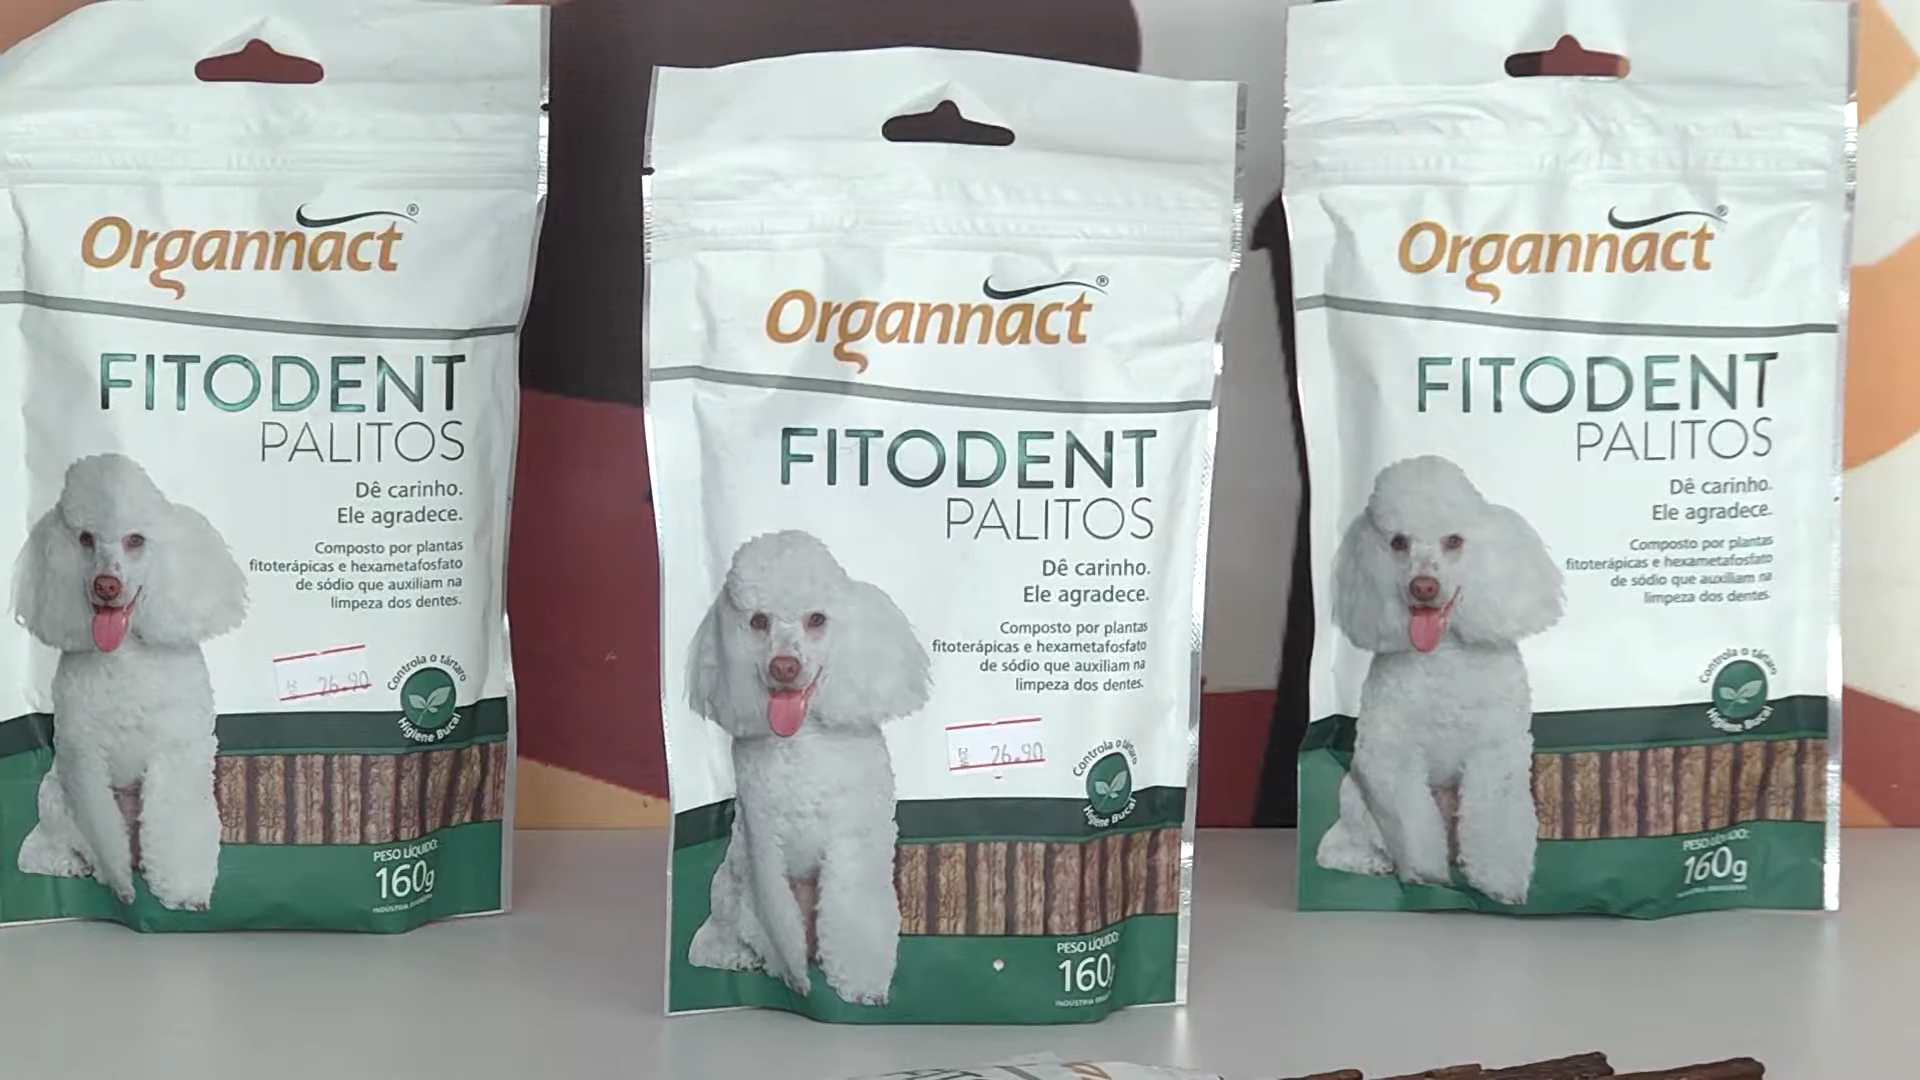 Organnact®
FITODENT
PALITOS
Dê carinho.
Ele agradece.
Composto por plantas
fitoterápicas e hexametafosfato
de sódio que auxiliam na
limpeza dos dentes.
26.90
Controla o tártaro
Higiene Bucal
PESO LÍQUIDO:
160g
Organnact®
FITODENT
PALITOS
Dê carinho.
Ele agradece.
Composto por plantas
fitoterápicas e hexametafosfato
de sódio que auxiliam na
limpeza dos dentes.
26.90
Controla o tártaro
Higiene Bucal
PESO LÍQUIDO:
160g
Organnact®
FITODENT
PALITOS
Dê carinho.
Ele agradece.
Composto por plantas
fitoterápicas e hexametafosfato
de sódio que auxiliam na
limpeza dos dentes.
Controla o tártaro
Higiene Bucal
PESO LÍQUIDO:
160g